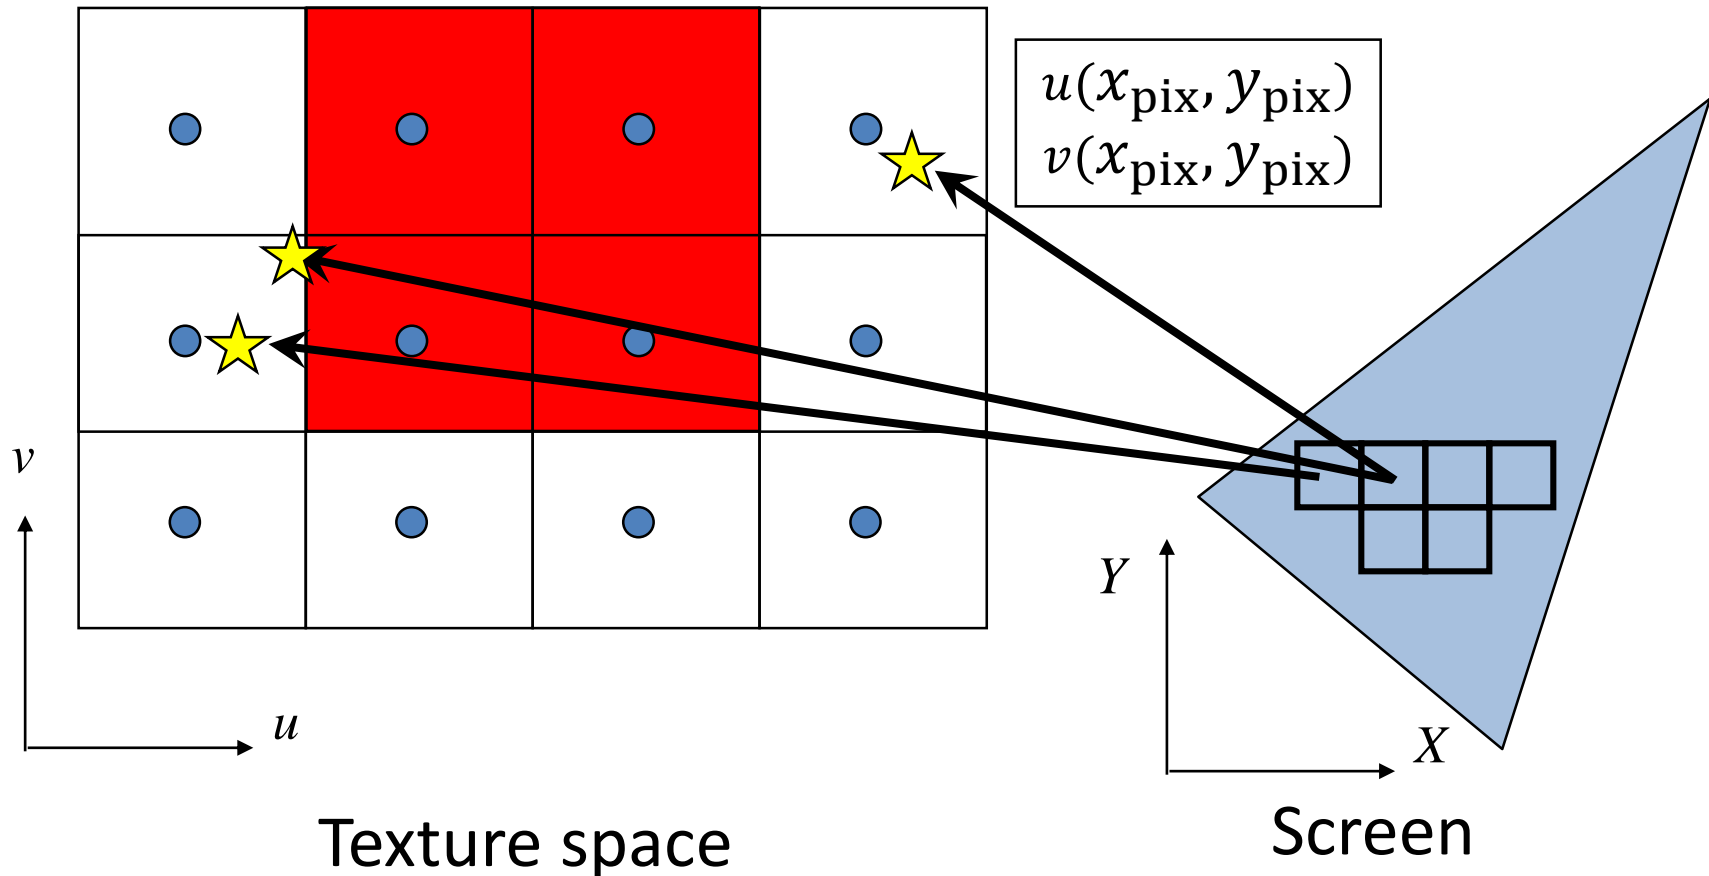 u(x_pix, y_pix)
v(x_pix, y_pix)
v
u
Y
X
Texture space
Screen